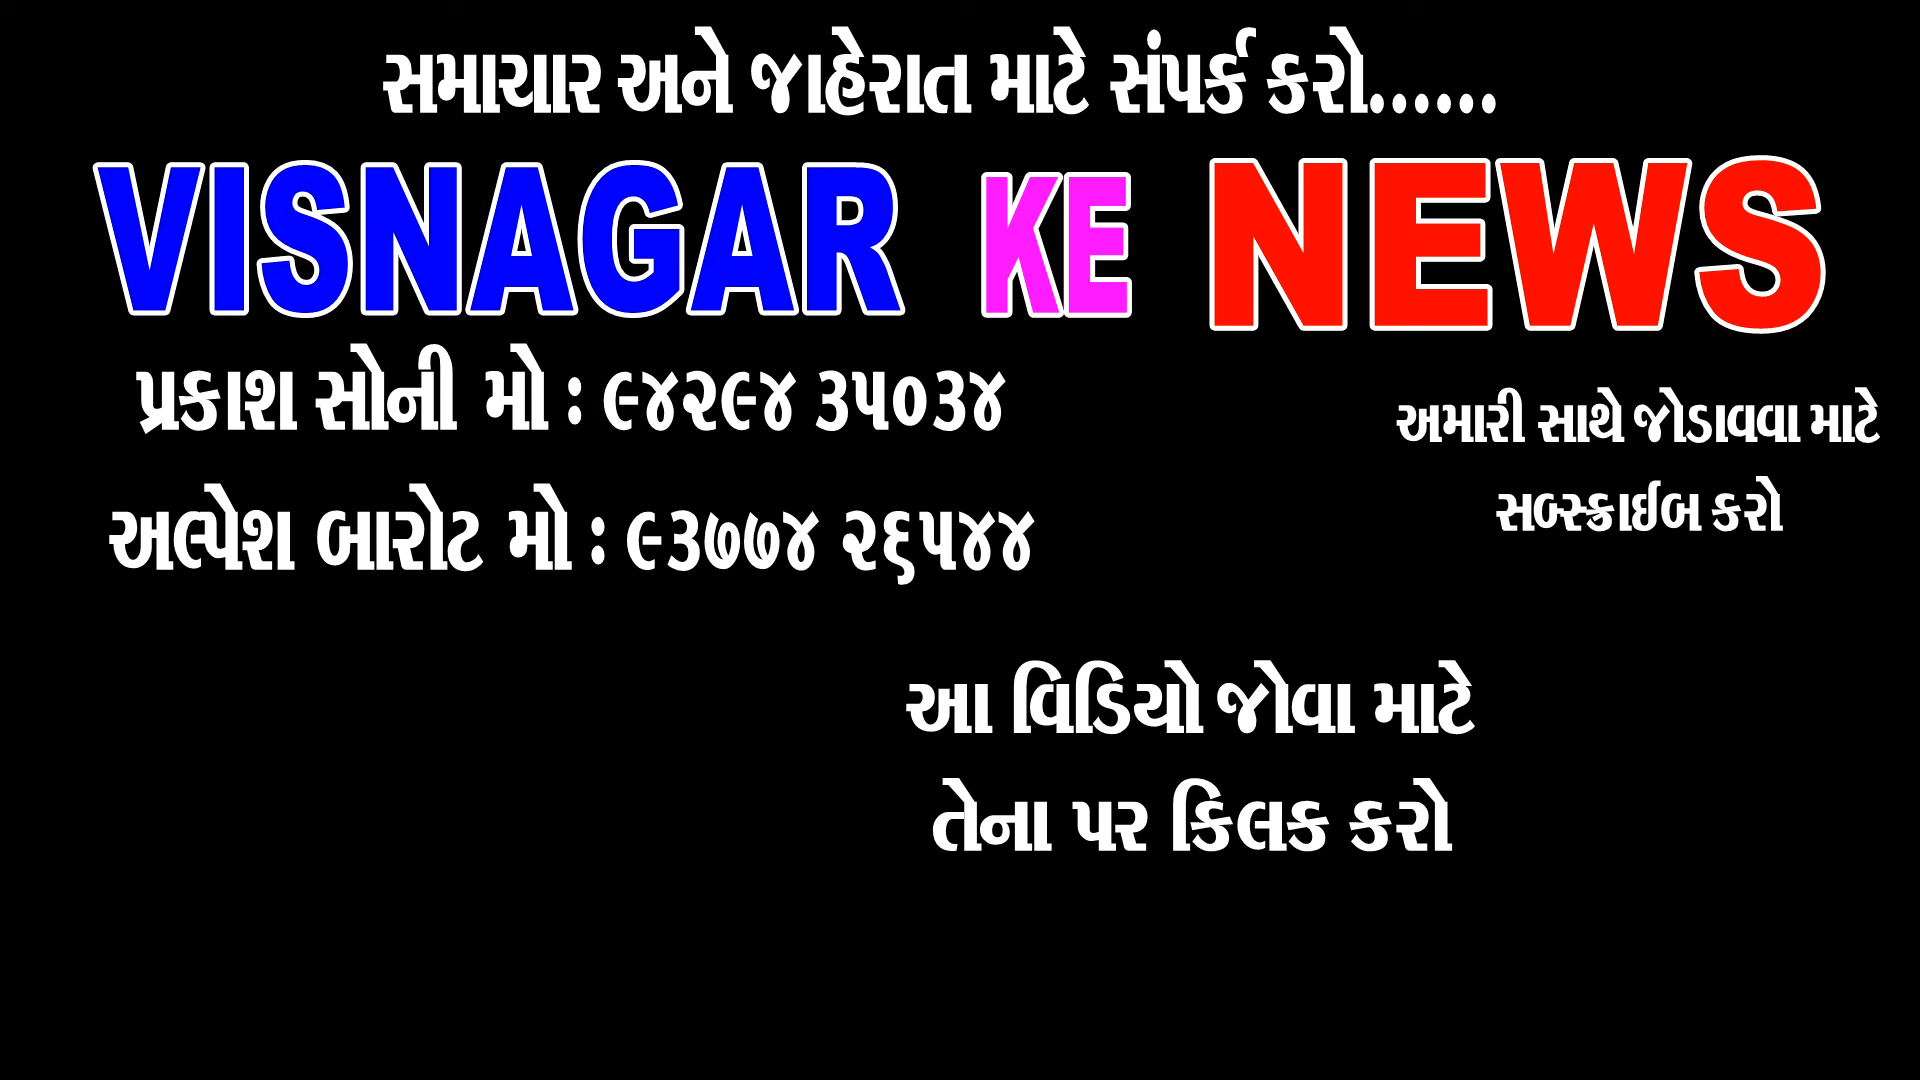 સમાચાર અને જાહેરાત માટે સંપર્ક કરો......
VISNAGAR KE NEWS
પ્રકાશ સોની મો : ૯૪૨૯૪ ૩૫૦૩૪
અલ્પેશ બારોટ મો : ૯૩૭૭૪ ૨૬૫૪૪
અમારી સાથે જોડાવવા માટે
સબ્સ્ક્રાઈબ કરો
આ વિડિયો જોવા માટે
તેના પર કિલક કરો